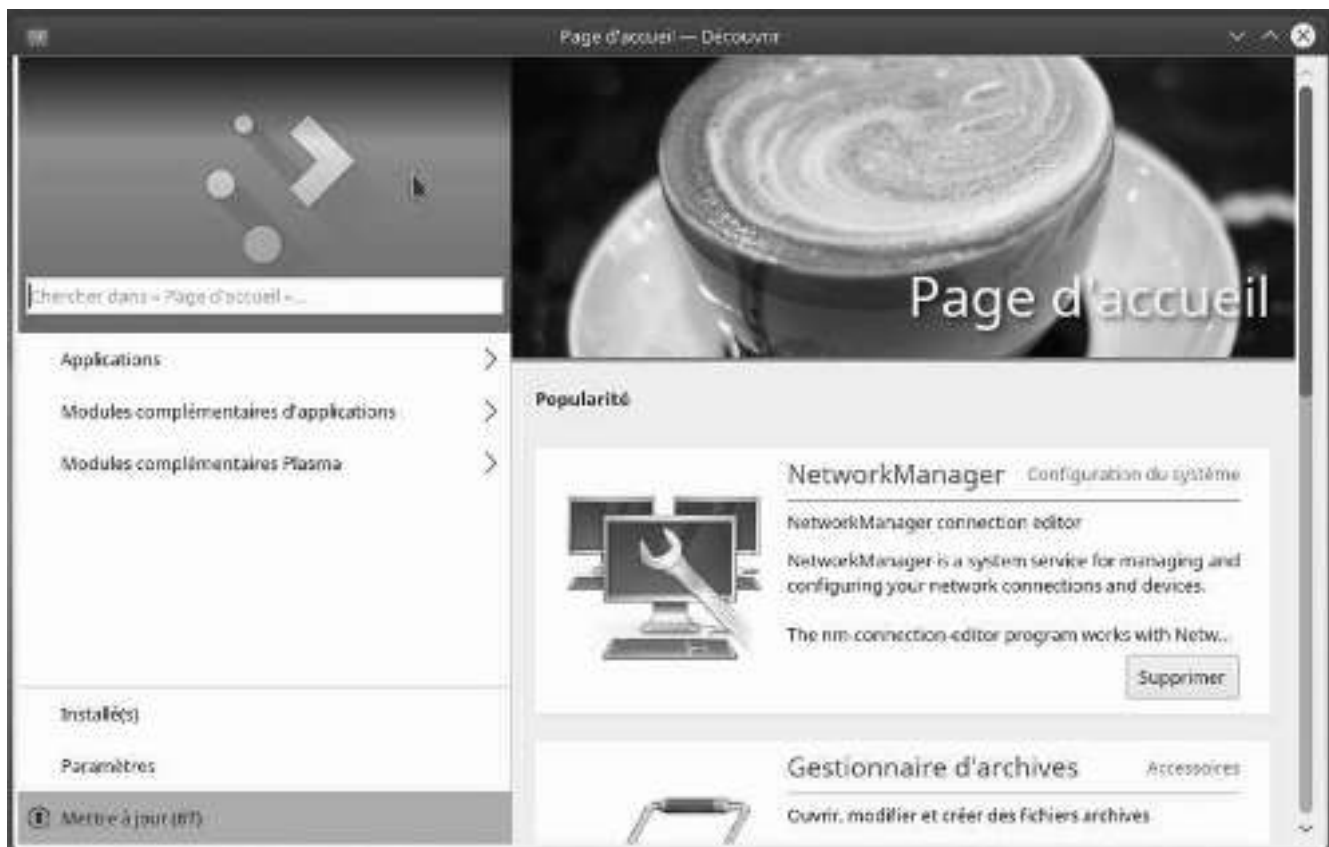 Page d'accueil — Découvrir
Chercher dans « Page d'accueil »...
Page d'accueil
Applications
Modules complémentaires d'applications
Modules complémentaires Plasma
Installé(s)
Paramètres
Mettre à jour (67)
Popularité
NetworkManager Configuration du système
NetworkManager connection editor
NetworkManager is a system service for managing and
configuring your network connections and devices.
The nm-connection-editor program works with Netw...
Supprimer
Gestionnaire d'archives Accessoires
Ouvrir, modifier et créer des fichiers archives